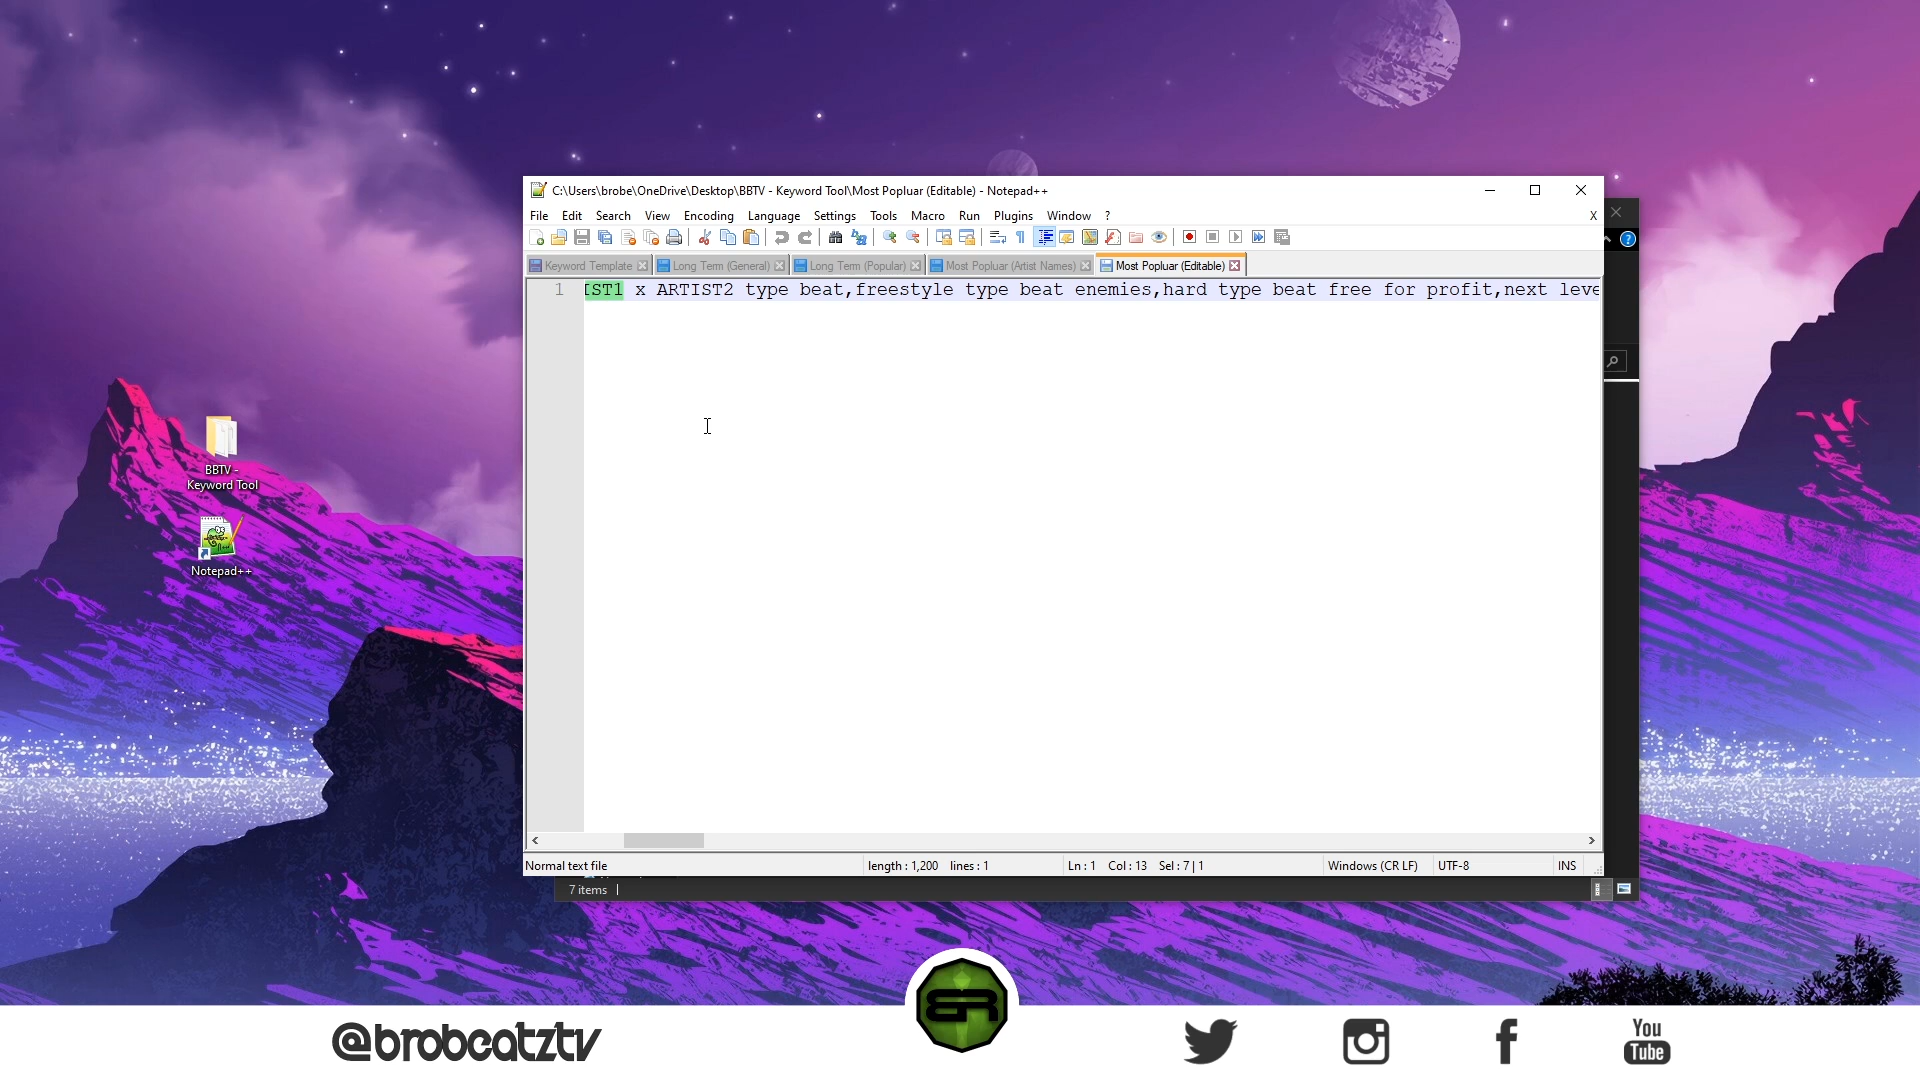 C:\Users\brobe\OneDrive\Desktop\BBTV - Keyword Tool\Most Popluar (Editable) - Notepad++
File Edit Search View Encoding Language Settings Tools Macro Run Plugins Window ? X
Keyword Template Long Term (General) Long Term (Popular) Most Popluar (Artist Names) Most Popluar (Editable)
1 IST1 x ARTIST2 type beat,freestyle type beat enemies,hard type beat free for profit,next leve
BBTV -
Keyword Tool
Notepad++
Normal text file length : 1,200 lines : 1 Ln : 1 Col : 13 Sel : 7 | 1 Windows (CR LF) UTF-8 INS
7 items
BR
@brobeatztv
You
Tube